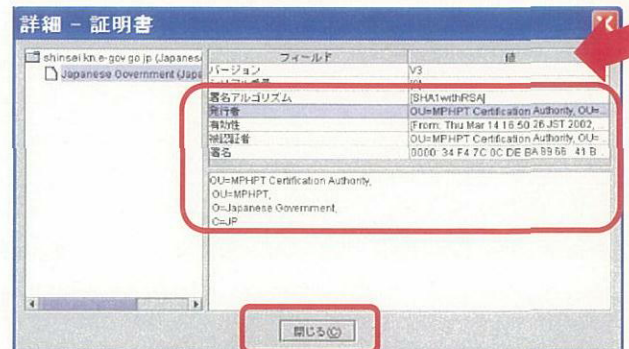 詳細 - 証明書
shinsei.kn.e-gov.go.jp (Japanes
Japanese Government (Japa
フィールド 値
バージョン V3
署名アルゴリズム [SHA1withRSA]
発行者 OU=MPHPT Certification Authority, OU=...
有効性 [From: Thu Mar 14 16:50:26 JST 2002,
被認証者 OU=MPHPT Certification Authority, OU=...
署名 0000: 34 F4 7C 0C DE BA 89 66 41 B...
OU=MPHPT Certification Authority,
OU=MPHPT,
O=Japanese Government,
C=JP
閉じる(C)